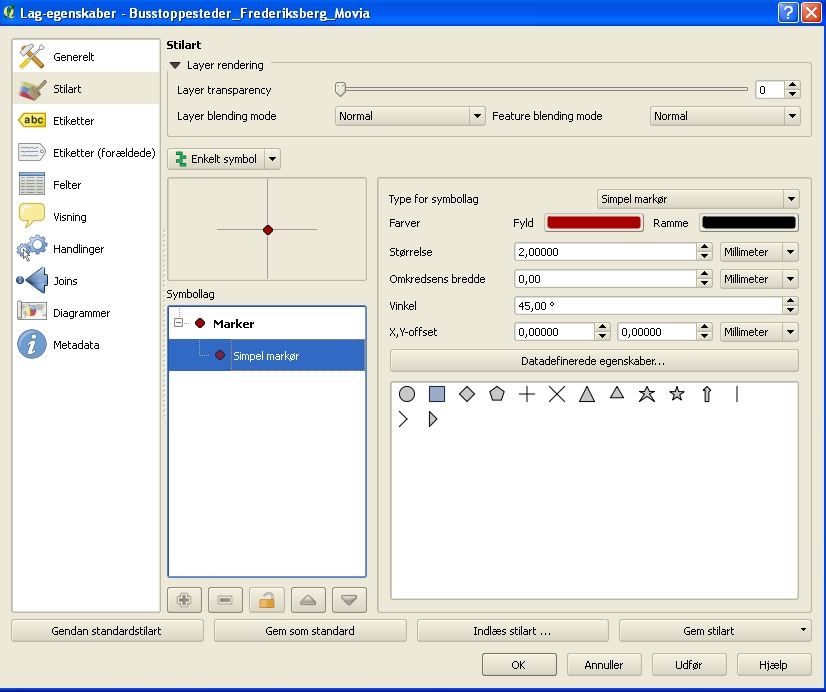 Lag-egenskaber - Busstoppesteder_Frederiksberg_Movia
Generelt
Stilart
abc Etiketter
Etiketter (forældede)
Felter
Visning
Handlinger
Joins
Diagrammer
i Metadata
Stilart
Layer rendering
Layer transparency 0
Layer blending mode Normal Feature blending mode Normal
Enkelt symbol
Symbollag
Marker
Simpel markør
Type for symbollag Simpel markør
Farver Fyld Ramme
Størrelse 2,00000 Millimeter
Omkredsens bredde 0,00 Millimeter
Vinkel 45,00 °
X,Y-offset 0,00000 0,00000 Millimeter
Datadefinerede egenskaber...
Gendan standardstilart Gem som standard Indlæs stilart ... Gem stilart
OK Annuller Udfør Hjælp